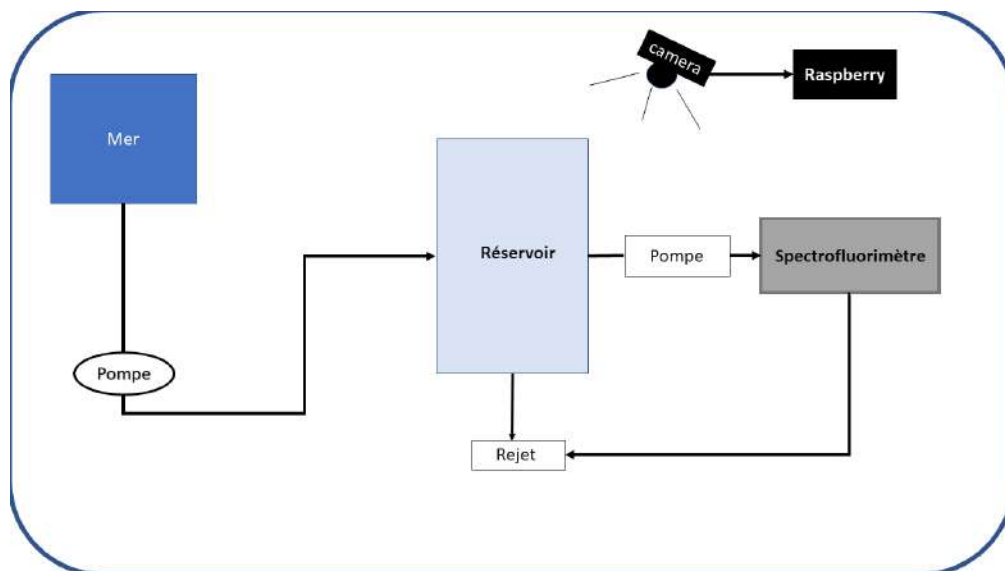 camera
Raspberry
Mer
Réservoir
Pompe
Spectrofluorimètre
Pompe
Rejet